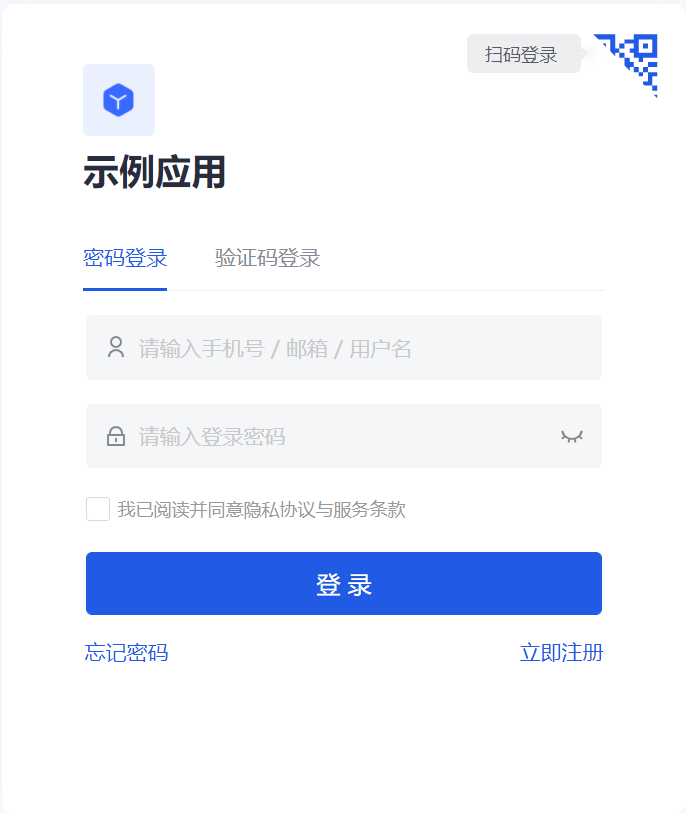 扫码登录
示例应用
密码登录 验证码登录
请输入手机号 / 邮箱 / 用户名
请输入登录密码
我已阅读并同意隐私协议与服务条款
登 录
忘记密码 立即注册